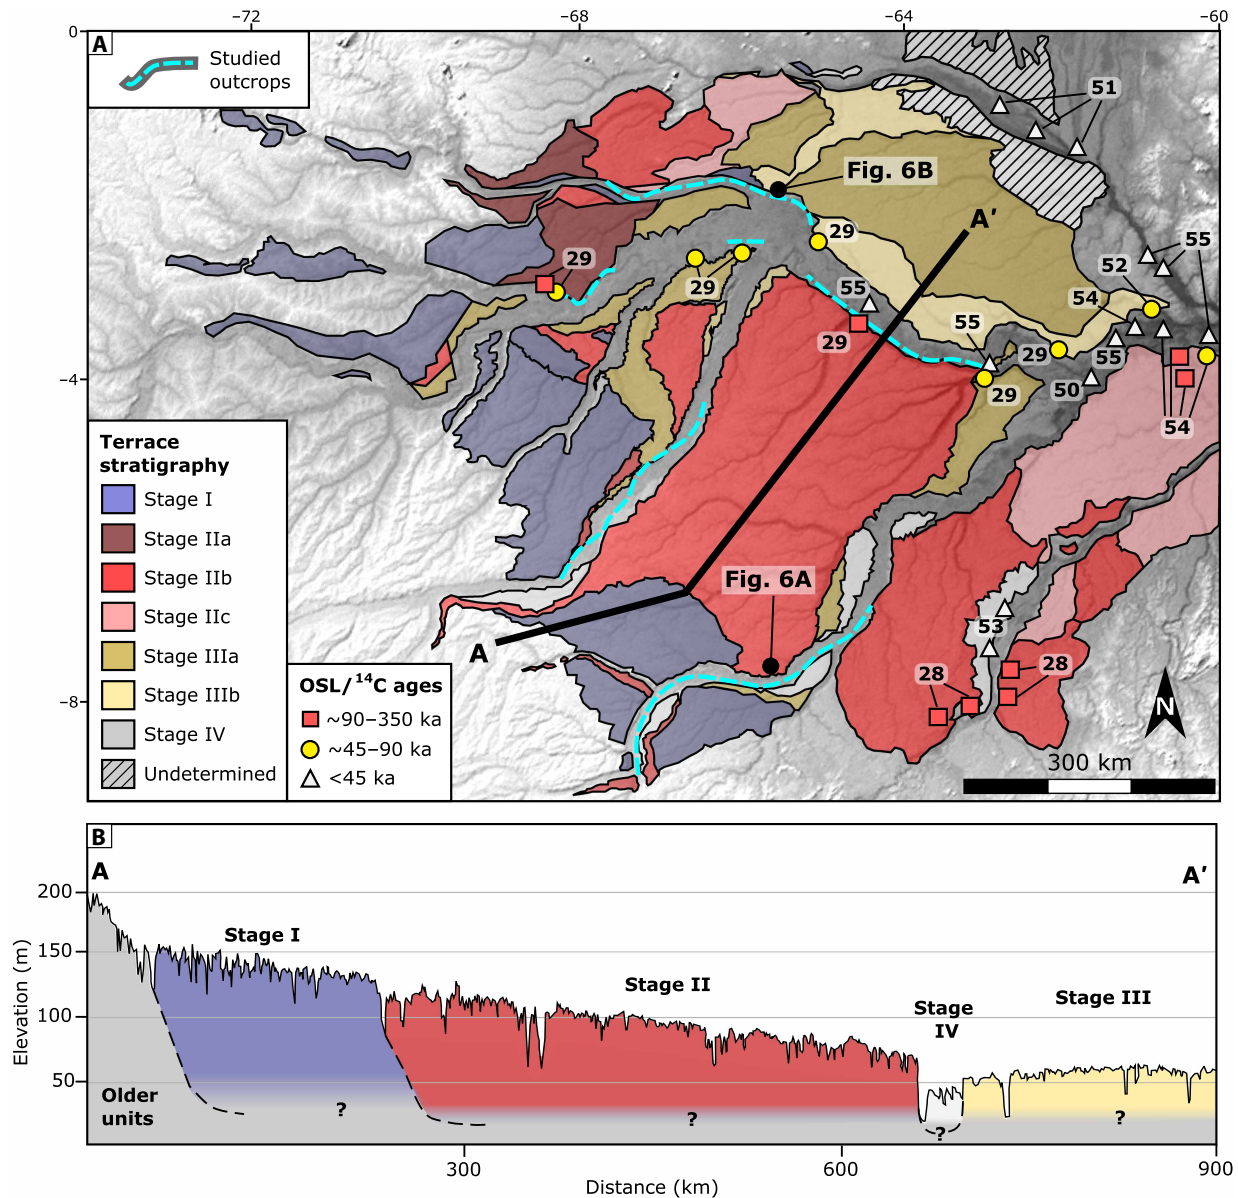 −72
−68
−64
−60
0
−4
−8
A
Studied
outcrops
51
Fig. 6B
A′
29
29
29
55
52
55
54
55
29
55
29
29
50
54
Terrace
stratigraphy
Stage I
Stage IIa
Stage IIb
Stage IIc
Stage IIIa
Stage IIIb
Stage IV
Undetermined
Fig. 6A
A
53
28
28
OSL/¹⁴C ages
~90–350 ka
~45–90 ka
<45 ka
N
300 km
B
A
A′
200
150
100
50
Elevation (m)
Stage I
Stage II
Stage
IV
Stage III
Older
units
?
?
?
?
300
600
900
Distance (km)